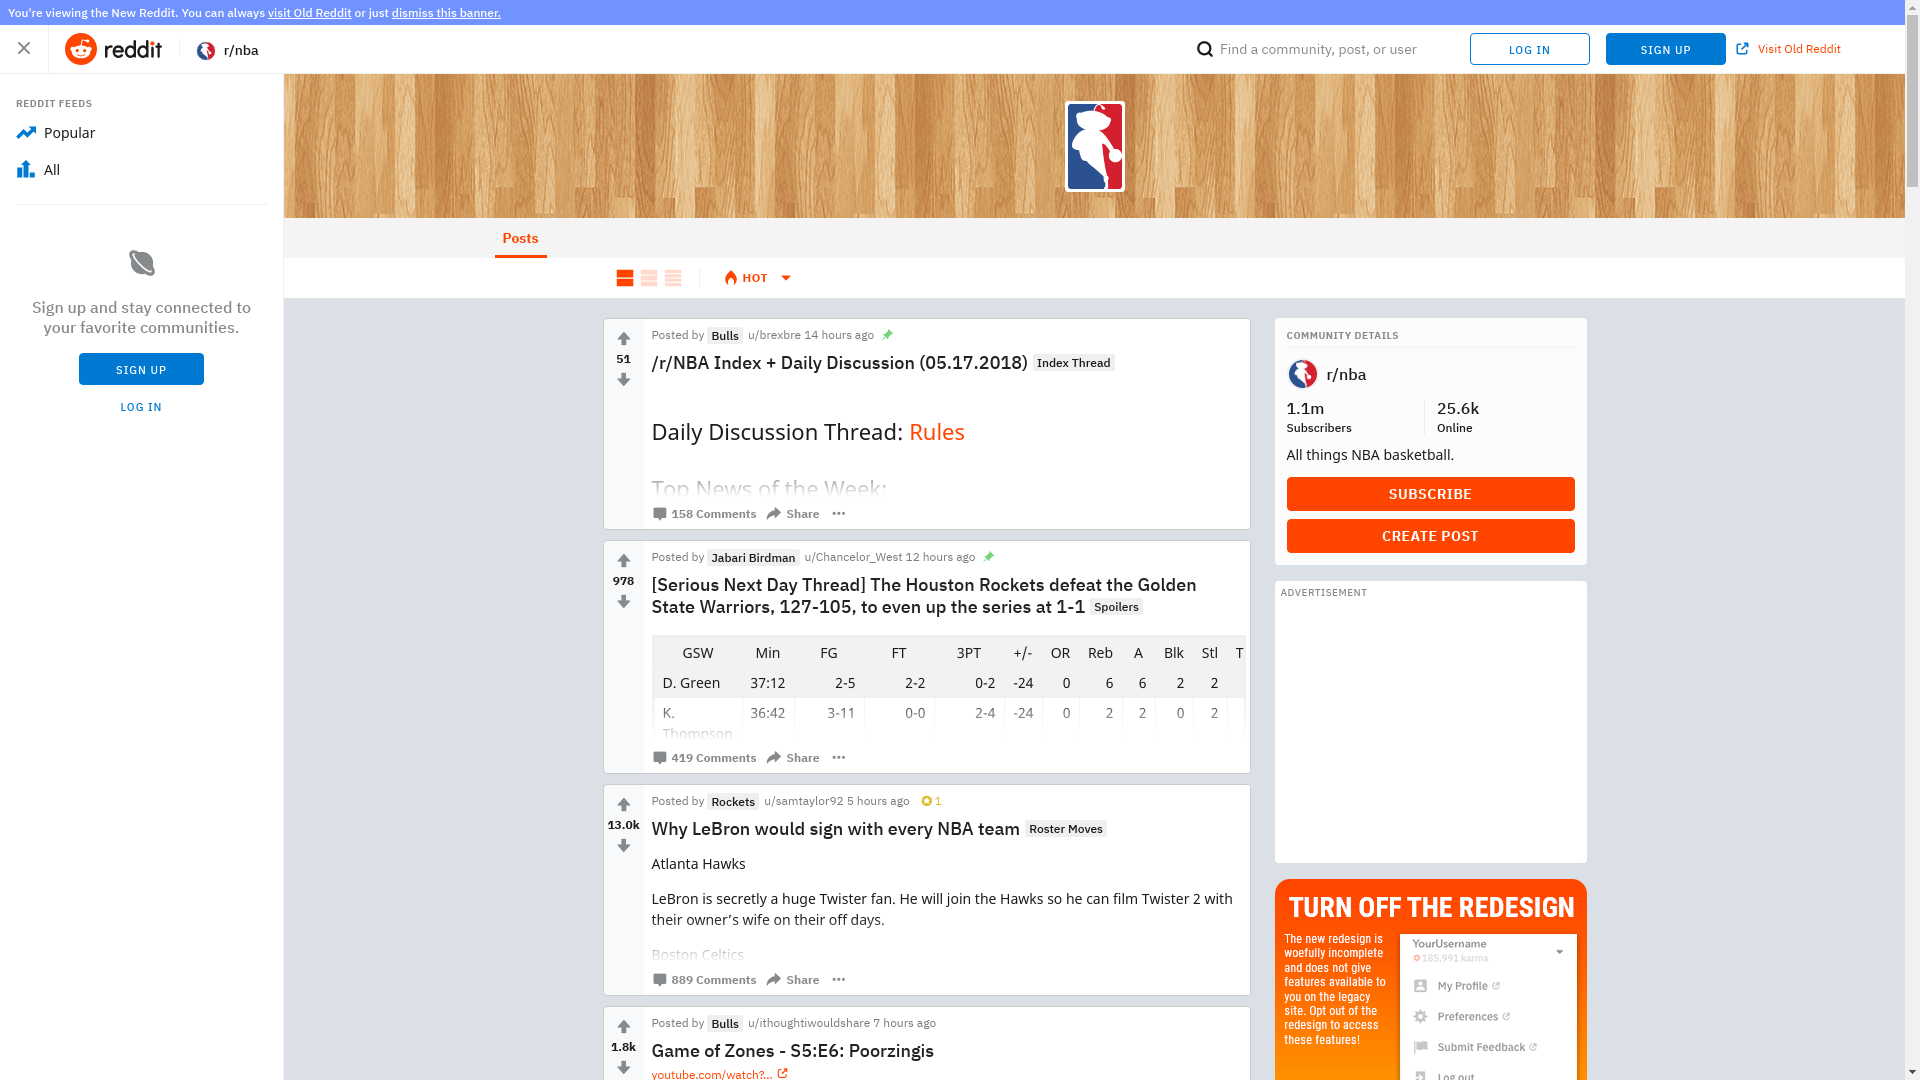 You're viewing the New Reddit. You can always visit Old Reddit or just dismiss this banner.
reddit
r/nba
Find a community, post, or user
LOG IN
SIGN UP
Visit Old Reddit
REDDIT FEEDS
Popular
All
Sign up and stay connected to
your favorite communities.
SIGN UP
LOG IN
Posts
HOT
51
Posted by Bulls u/brexbre 14 hours ago
/r/NBA Index + Daily Discussion (05.17.2018) Index Thread
Daily Discussion Thread: Rules
Top News of the Week:
158 Comments Share
978
Posted by Jabari Birdman u/Chancelor_West 12 hours ago
[Serious Next Day Thread] The Houston Rockets defeat the Golden
State Warriors, 127-105, to even up the series at 1-1 Spoilers
GSW Min FG FT 3PT +/- OR Reb A Blk Stl T
D. Green 37:12 2-5 2-2 0-2 -24 0 6 6 2 2
K. 36:42 3-11 0-0 2-4 -24 0 2 2 0 2
Thompson
419 Comments Share
13.0k
Posted by Rockets u/samtaylor92 5 hours ago 1
Why LeBron would sign with every NBA team Roster Moves
Atlanta Hawks
LeBron is secretly a huge Twister fan. He will join the Hawks so he can film Twister 2 with
their owner’s wife on their off days.
Boston Celtics
889 Comments Share
1.8k
Posted by Bulls u/ithoughtiwouldshare 7 hours ago
Game of Zones - S5:E6: Poorzingis
youtube.com/watch?...
COMMUNITY DETAILS
r/nba
1.1m 25.6k
Subscribers Online
All things NBA basketball.
SUBSCRIBE
CREATE POST
ADVERTISEMENT
TURN OFF THE REDESIGN
The new redesign is
woefully incomplete
and does not give
features available to
you on the legacy
site. Opt out of the
redesign to access
these features!
YourUsername
185,991 karma
My Profile
Preferences
Submit Feedback
Log out